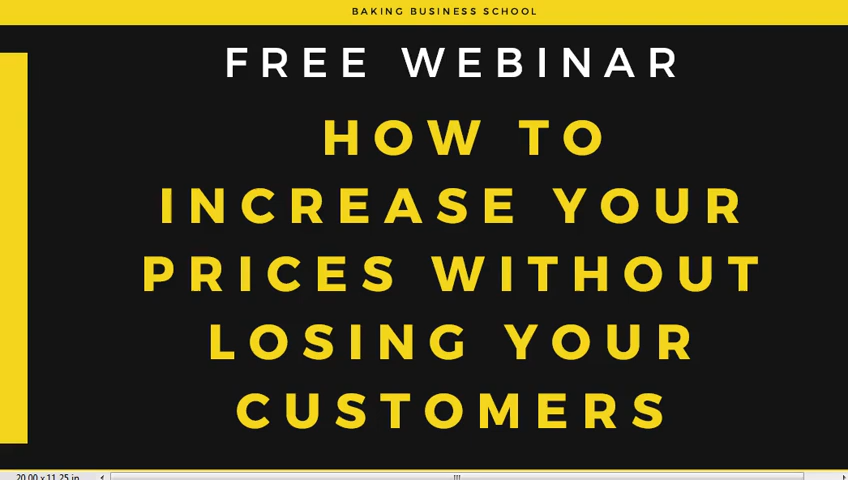 BAKING BUSINESS SCHOOL
FREE WEBINAR
HOW TO
INCREASE YOUR
PRICES WITHOUT
LOSING YOUR
CUSTOMERS
20.00 x 11.25 in